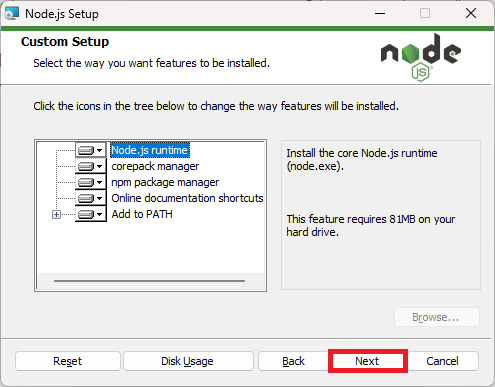 Node.js Setup
Custom Setup
Select the way you want features to be installed.
node
JS
Click the icons in the tree below to change the way features will be installed.
Node.js runtime
corepack manager
npm package manager
Online documentation shortcuts
Add to PATH
Install the core Node.js runtime
(node.exe).
This feature requires 81MB on your
hard drive.
Browse...
Reset
Disk Usage
Back
Next
Cancel